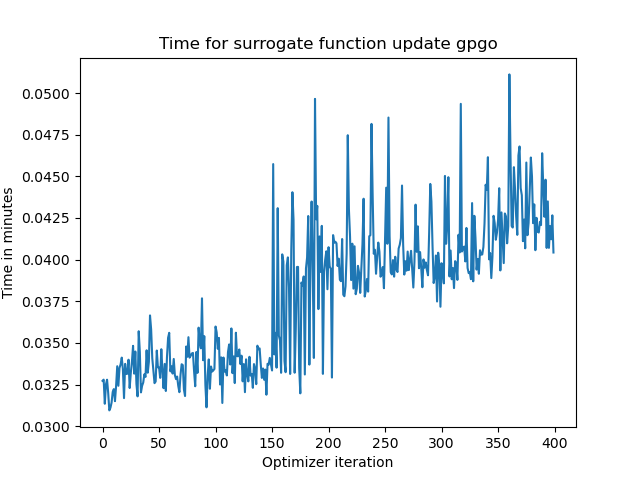 Time for surrogate function update gpgo
Time in minutes
0.0500
0.0475
0.0450
0.0425
0.0400
0.0375
0.0350
0.0325
0.0300
0 50 100 150 200 250 300 350 400
Optimizer iteration